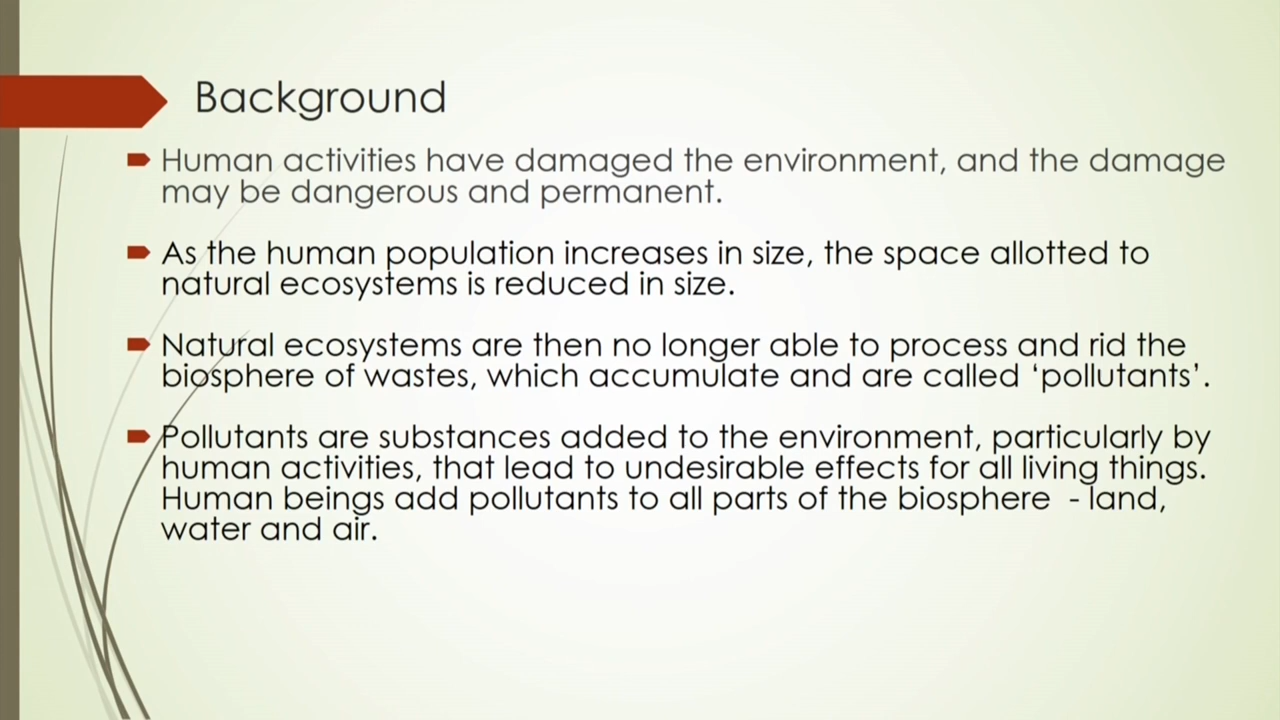 Background
Human activities have damaged the environment, and the damage
may be dangerous and permanent.
As the human population increases in size, the space allotted to
natural ecosystems is reduced in size.
Natural ecosystems are then no longer able to process and rid the
biosphere of wastes, which accumulate and are called ‘pollutants’.
Pollutants are substances added to the environment, particularly by
human activities, that lead to undesirable effects for all living things.
Human beings add pollutants to all parts of the biosphere - land,
water and air.